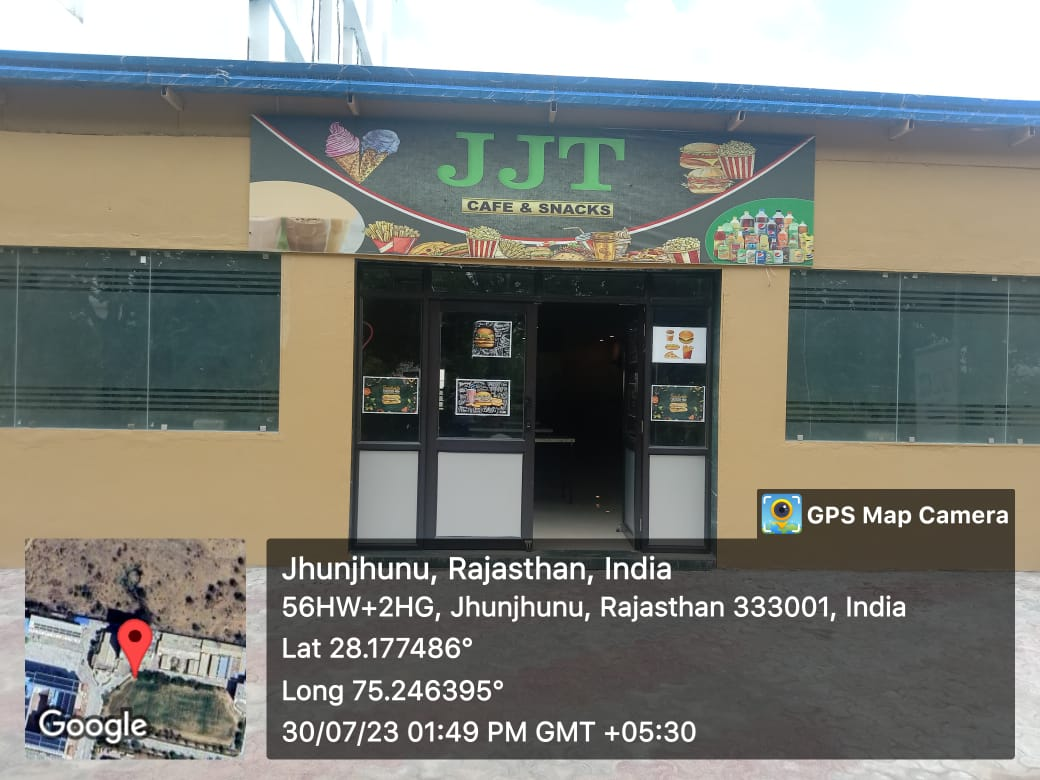 JJT
CAFE & SNACKS
GPS Map Camera
Jhunjhunu, Rajasthan, India
56HW+2HG, Jhunjhunu, Rajasthan 333001, India
Lat 28.177486°
Long 75.246395°
30/07/23 01:49 PM GMT +05:30
Google